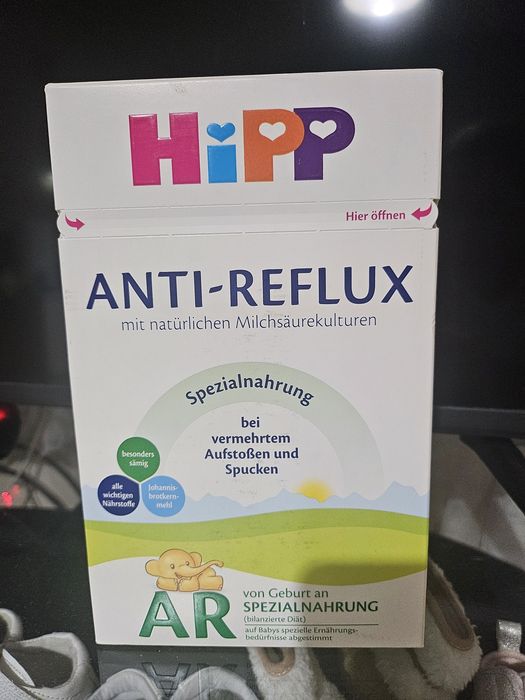 HiPP
Hier öffnen
ANTI-REFLUX
mit natürlichen Milchsäurekulturen
Spezialnahrung
bei
vermehrtem
Aufstoßen und
Spucken
besonders
sämig
alle
wichtigen
Nährstoffe
Johannis-
brotkern-
mehl
AR
von Geburt an
SPEZIALNAHRUNG
(bilanzierte Diät)
auf Babys spezielle Ernährungs-
bedürfnisse abgestimmt